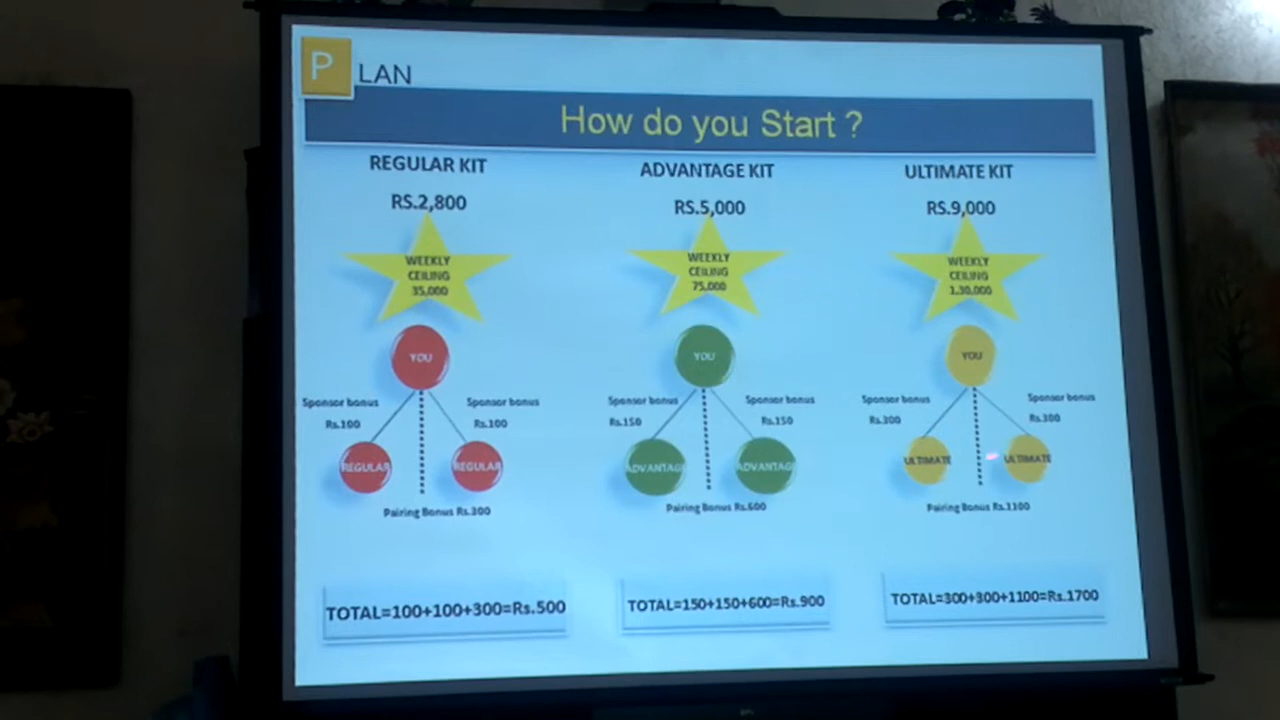 PLAN
How do you Start ?
REGULAR KIT
RS.2,800
WEEKLY
CEILING
35,000
YOU
Sponsor bonus
Rs.100
Sponsor bonus
Rs.100
REGULAR
REGULAR
Pairing Bonus Rs.300
TOTAL=100+100+300=Rs.500
ADVANTAGE KIT
RS.5,000
WEEKLY
CEILING
75,000
YOU
Sponsor bonus
Rs.150
Sponsor bonus
Rs.150
ADVANTAGE
ADVANTAGE
Pairing Bonus Rs.600
TOTAL=150+150+600=Rs.900
ULTIMATE KIT
RS.9,000
WEEKLY
CEILING
1,30,000
YOU
Sponsor bonus
Rs.300
Sponsor bonus
Rs.300
ULTIMATE
ULTIMATE
Pairing Bonus Rs.1100
TOTAL=300+300+1100=Rs.1700